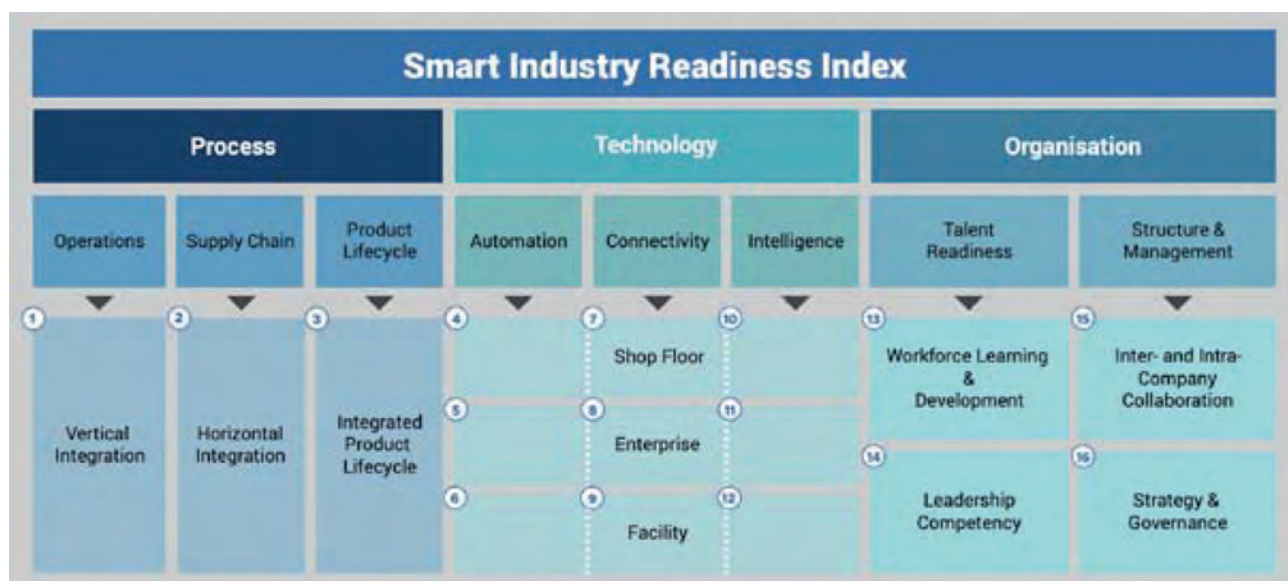 Smart Industry Readiness Index
Process
Technology
Organisation
Operations
Supply Chain
Product
Lifecycle
Automation
Connectivity
Intelligence
Talent
Readiness
Structure &
Management
1
Vertical
Integration
2
Horizontal
Integration
3
Integrated
Product
Lifecycle
4
7
10
Shop Floor
5
8
11
Enterprise
6
9
12
Facility
13
Workforce Learning
&
Development
14
Leadership
Competency
15
Inter- and Intra-
Company
Collaboration
16
Strategy &
Governance